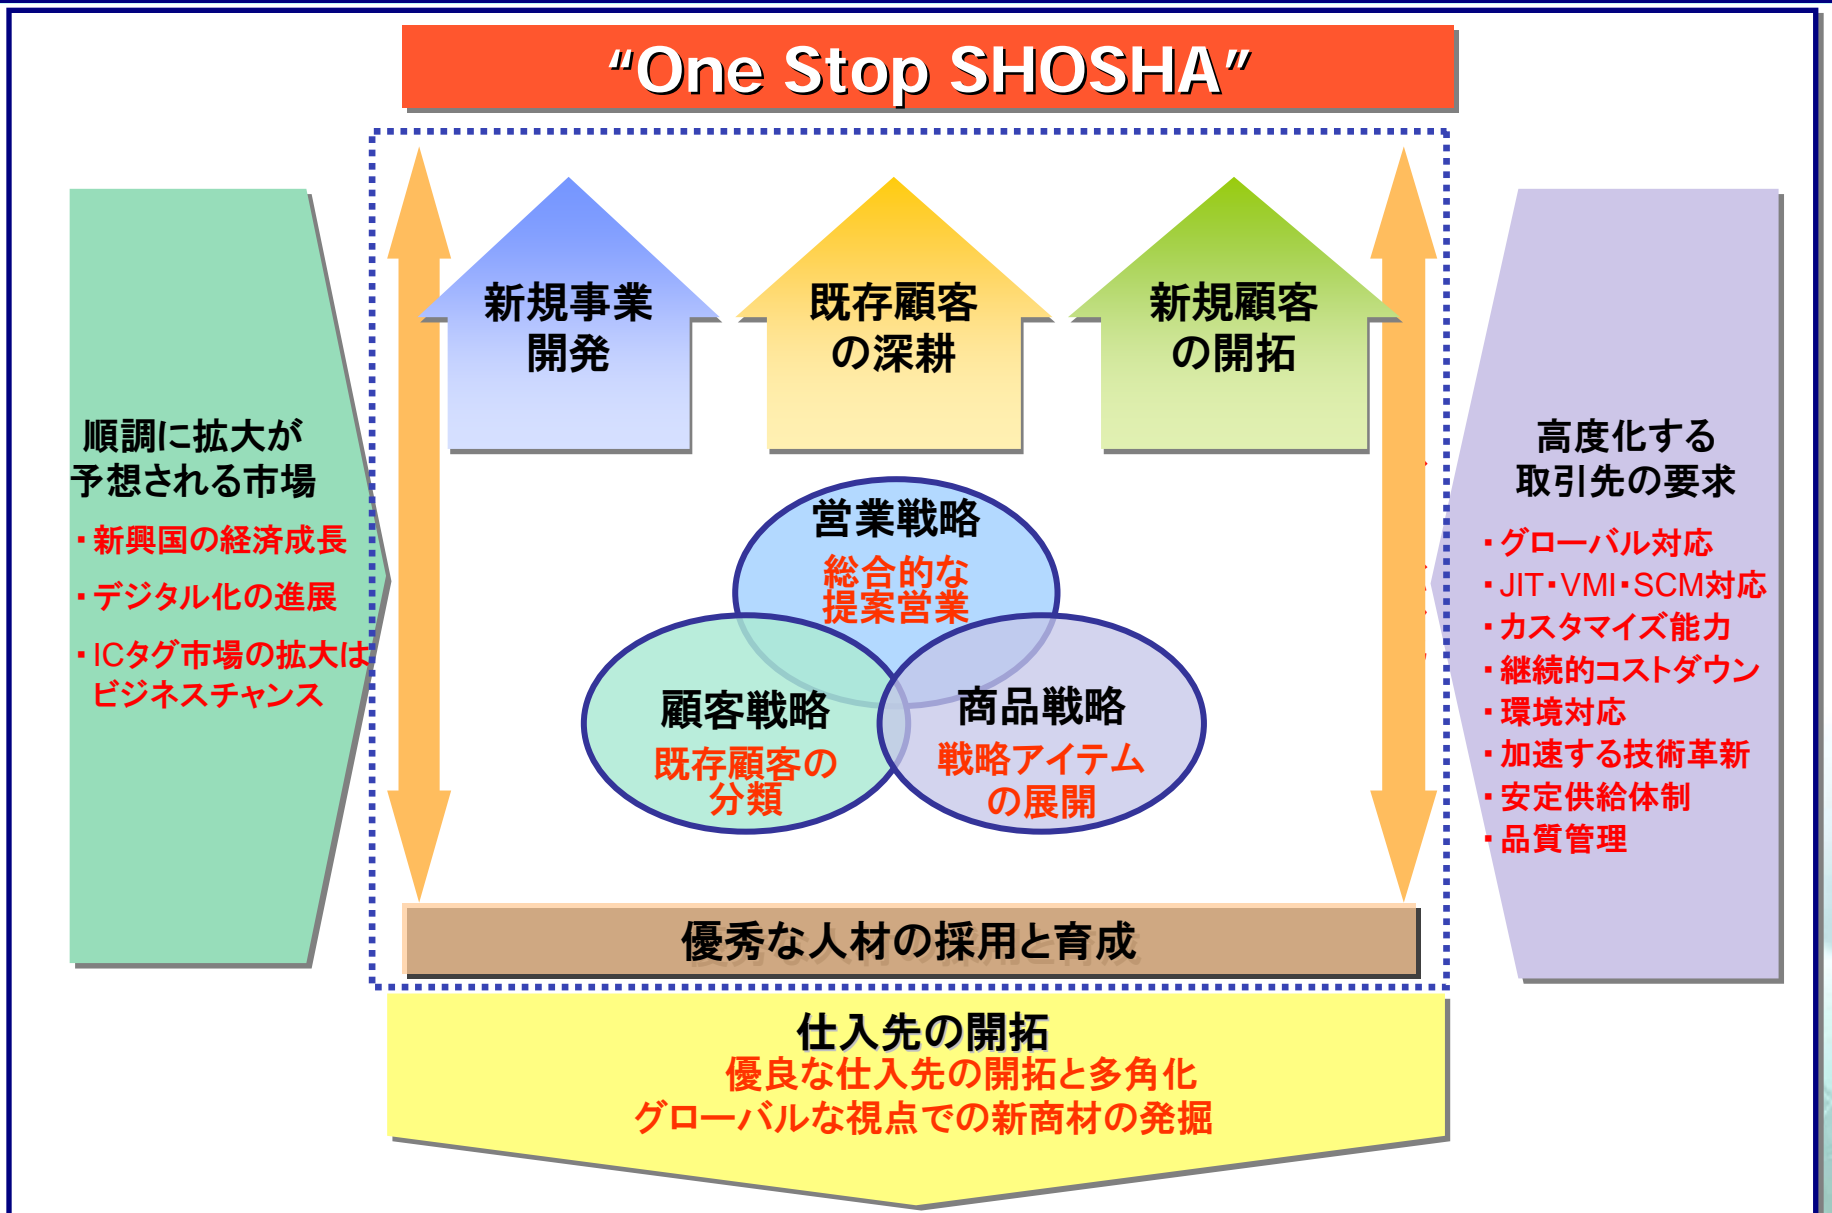 “One Stop SHOSHA”
新規事業
開発
既存顧客
の深耕
新規顧客
の開拓
順調に拡大が
予想される市場
・新興国の経済成長
・デジタル化の進展
・ICタグ市場の拡大は
ビジネスチャンス
営業戦略
総合的な
提案営業
顧客戦略
既存顧客の
分類
商品戦略
戦略アイテム
の展開
高度化する
取引先の要求
・グローバル対応
・JIT・VMI・SCM対応
・カスタマイズ能力
・継続的コストダウン
・環境対応
・加速する技術革新
・安定供給体制
・品質管理
優秀な人材の採用と育成
仕入先の開拓
優良な仕入先の開拓と多角化
グローバルな視点での新商材の発掘